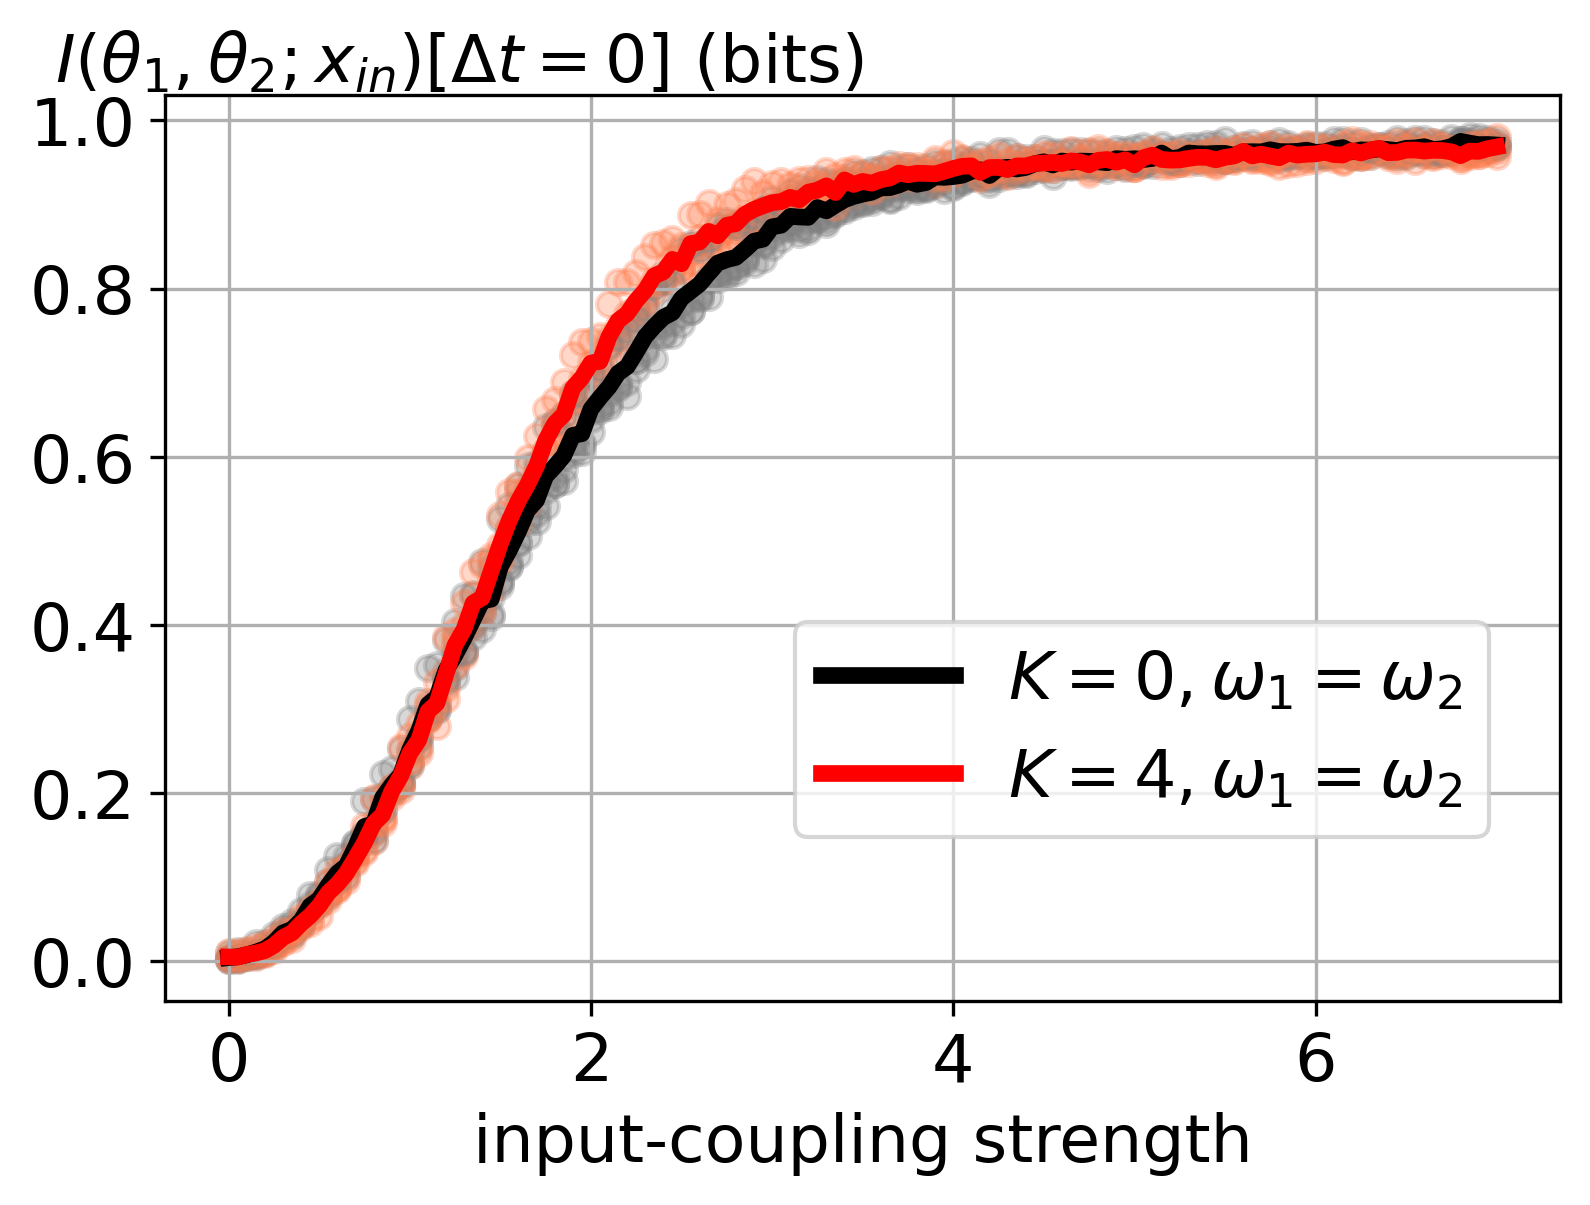 I(θ₁, θ₂; x_in)[Δt = 0] (bits)
1.0
0.8
0.6
0.4
0.2
0.0
K = 0, ω₁ = ω₂
K = 4, ω₁ = ω₂
0 2 4 6
input-coupling strength